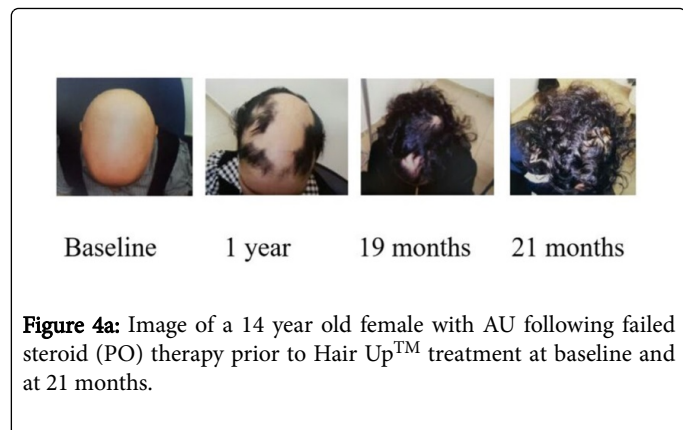 Baseline 1 year 19 months 21 months
Figure 4a: Image of a 14 year old female with AU following failed
steroid (PO) therapy prior to Hair Up™ treatment at baseline and
at 21 months.